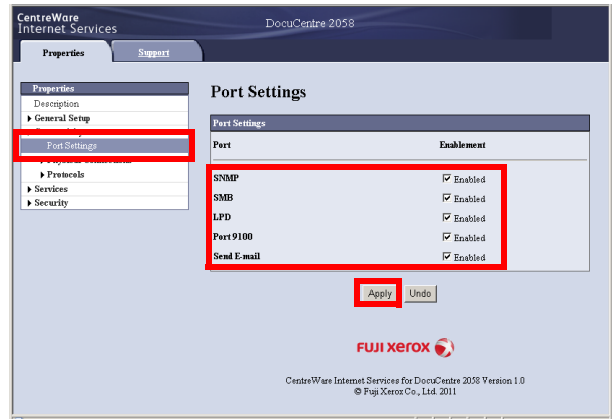 CentreWare
Internet Services
DocuCentre 2058
Properties
Support
Properties
Description
General Setup
Port Settings
Protocols
Services
Security
Port Settings
Port Settings
Port Enablement
SNMP Enabled
SMB Enabled
LPD Enabled
Port 9100 Enabled
Send E-mail Enabled
Apply Undo
FUJI xerox
CentreWare Internet Services for DocuCentre 2058 Version 1.0
© Fuji Xerox Co., Ltd. 2011